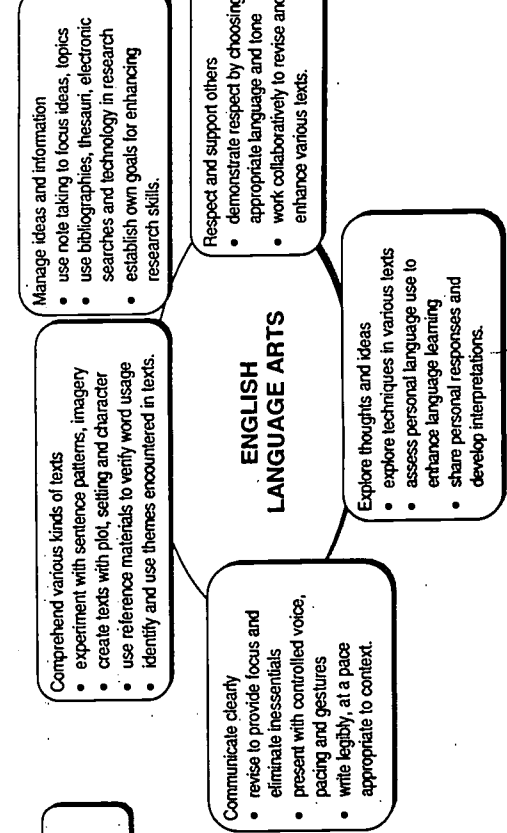 Comprehend various kinds of texts
• experiment with sentence patterns, imagery
• create texts with plot, setting and character
• use reference materials to verify word usage
• identify and use themes encountered in texts.
Manage ideas and information
• use note taking to focus ideas, topics
• use bibliographies, thesauri, electronic
searches and technology in research
• establish own goals for enhancing
research skills.
Communicate clearly
• revise to provide focus and
eliminate inessentials
• present with controlled voice,
pacing and gestures
• write legibly, at a pace
appropriate to context.
ENGLISH
LANGUAGE ARTS
Respect and support others
• demonstrate respect by choosing
appropriate language and tone
• work collaboratively to revise and
enhance various texts.
Explore thoughts and ideas
• explore techniques in various texts
• assess personal language use to
enhance language learning
• share personal responses and
develop interpretations.